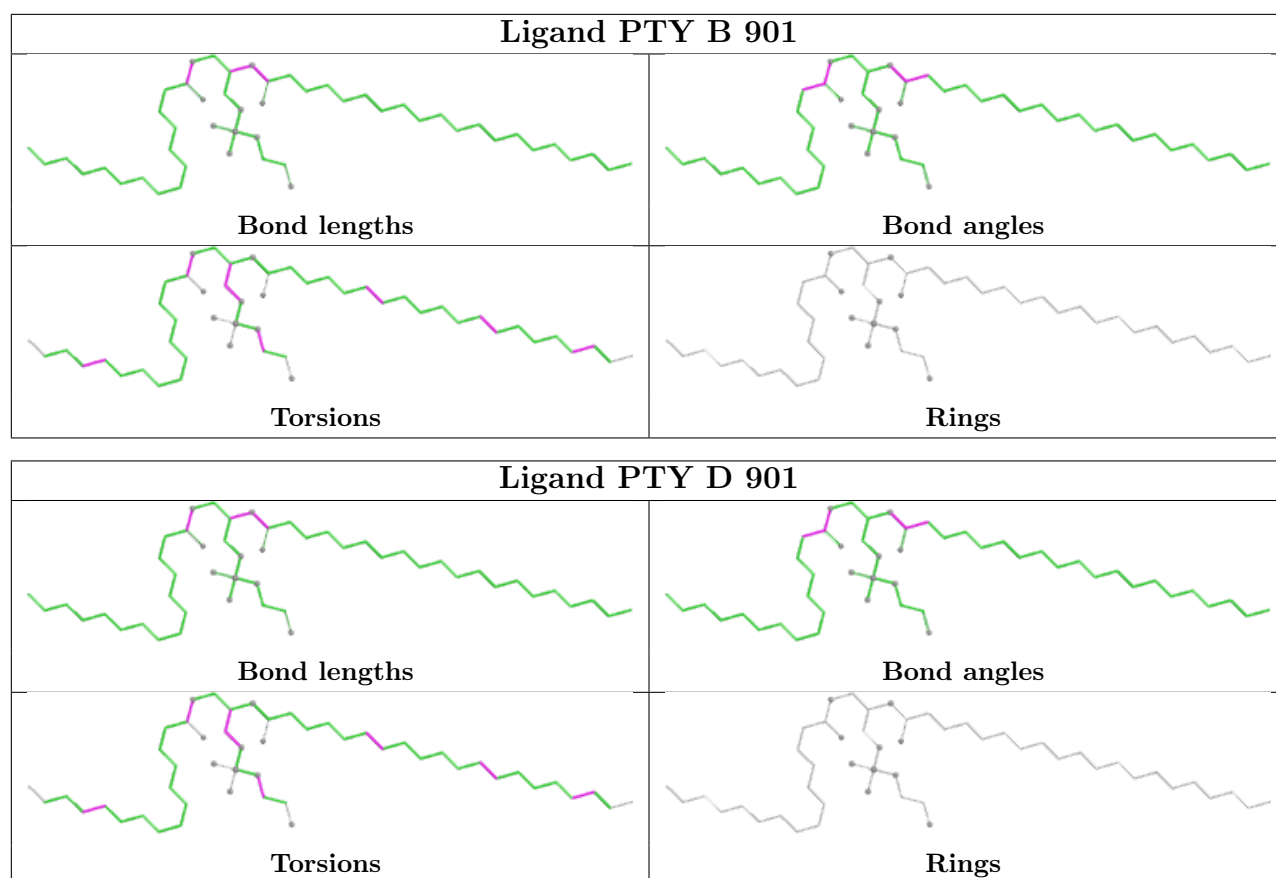 Ligand PTY B 901
Bond lengths
Bond angles
Torsions
Rings
Ligand PTY D 901
Bond lengths
Bond angles
Torsions
Rings